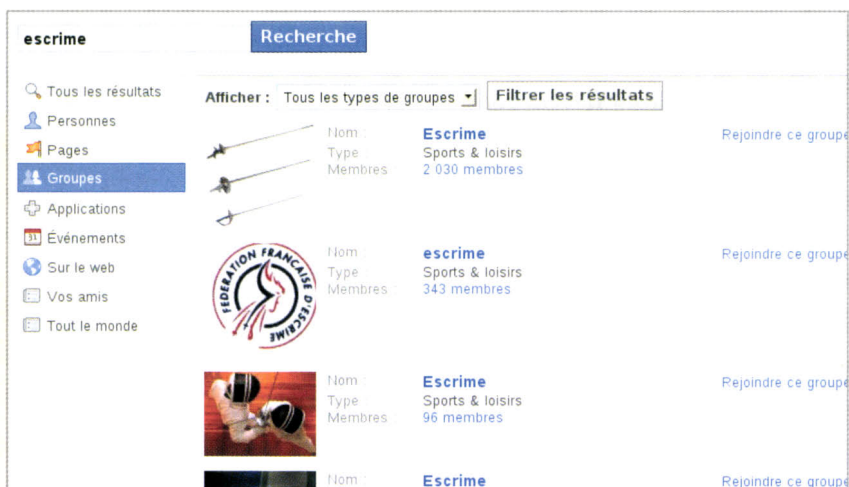 escrime Recherche
Tous les résultats
Personnes
Pages
Groupes
Applications
31 Événements
Sur le web
Vos amis
Tout le monde
Afficher : Tous les types de groupes Filtrer les résultats
Nom : Escrime Rejoindre ce groupe
Type Sports & loisirs
Membres 2 030 membres
FEDERATION FRANCAISE D'ESCRIME
Nom : escrime Rejoindre ce groupe
Type Sports & loisirs
Membres : 343 membres
Nom : Escrime Rejoindre ce groupe
Type Sports & loisirs
Membres : 96 membres
Nom : Escrime Rejoindre ce groupe